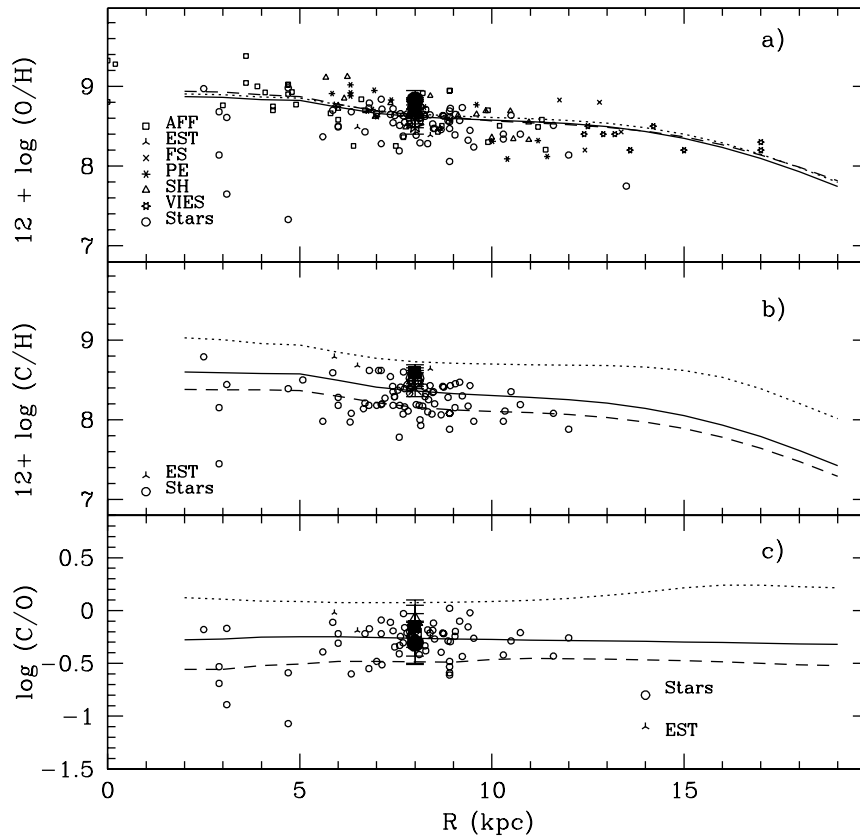 a)
12 + log (O/H)
9
8
7
AFF
EST
FS
PE
SH
VIES
Stars
b)
12+ log (C/H)
9
8
7
EST
Stars
c)
log (C/O)
0.5
0
−0.5
−1
−1.5
Stars
EST
0
5
10
15
R (kpc)